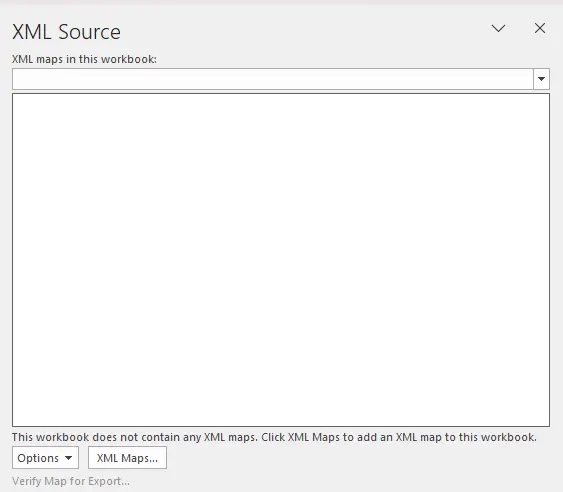 XML Source
XML maps in this workbook:
This workbook does not contain any XML maps. Click XML Maps to add an XML map to this workbook.
Options XML Maps...
Verify Map for Export...